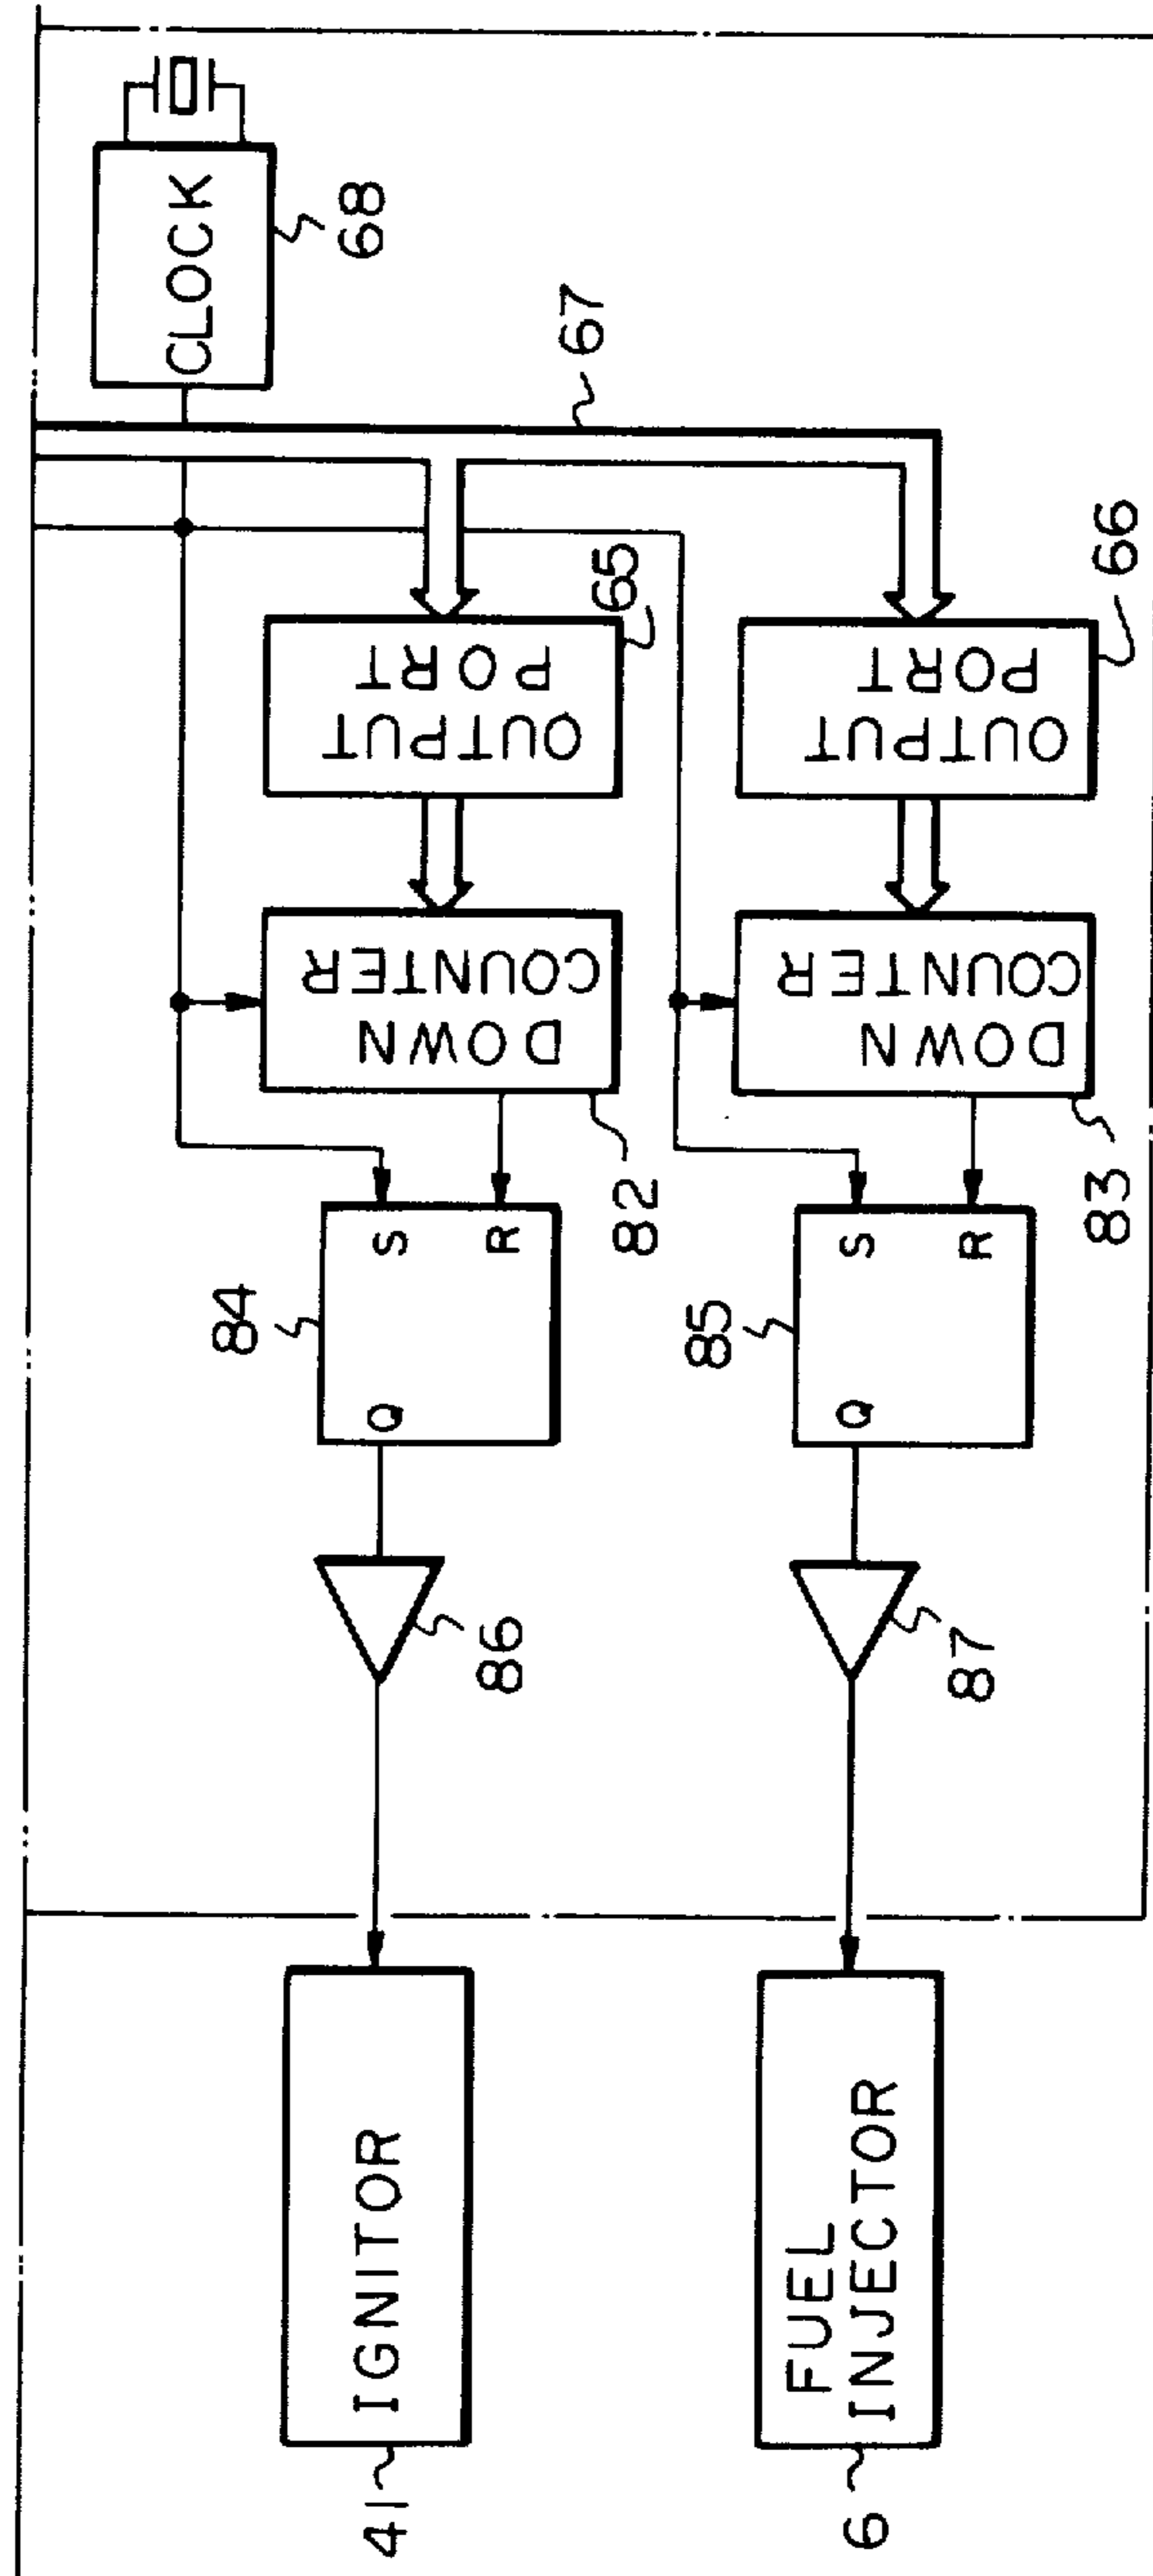 CLOCK
68
67
OUTPUT
PORT
65
OUTPUT
PORT
66
DOWN
COUNTER
82
DOWN
COUNTER
83
S
R
Q
84
S
R
Q
85
86
87
IGNITOR
41
FUEL
INJECTOR
6